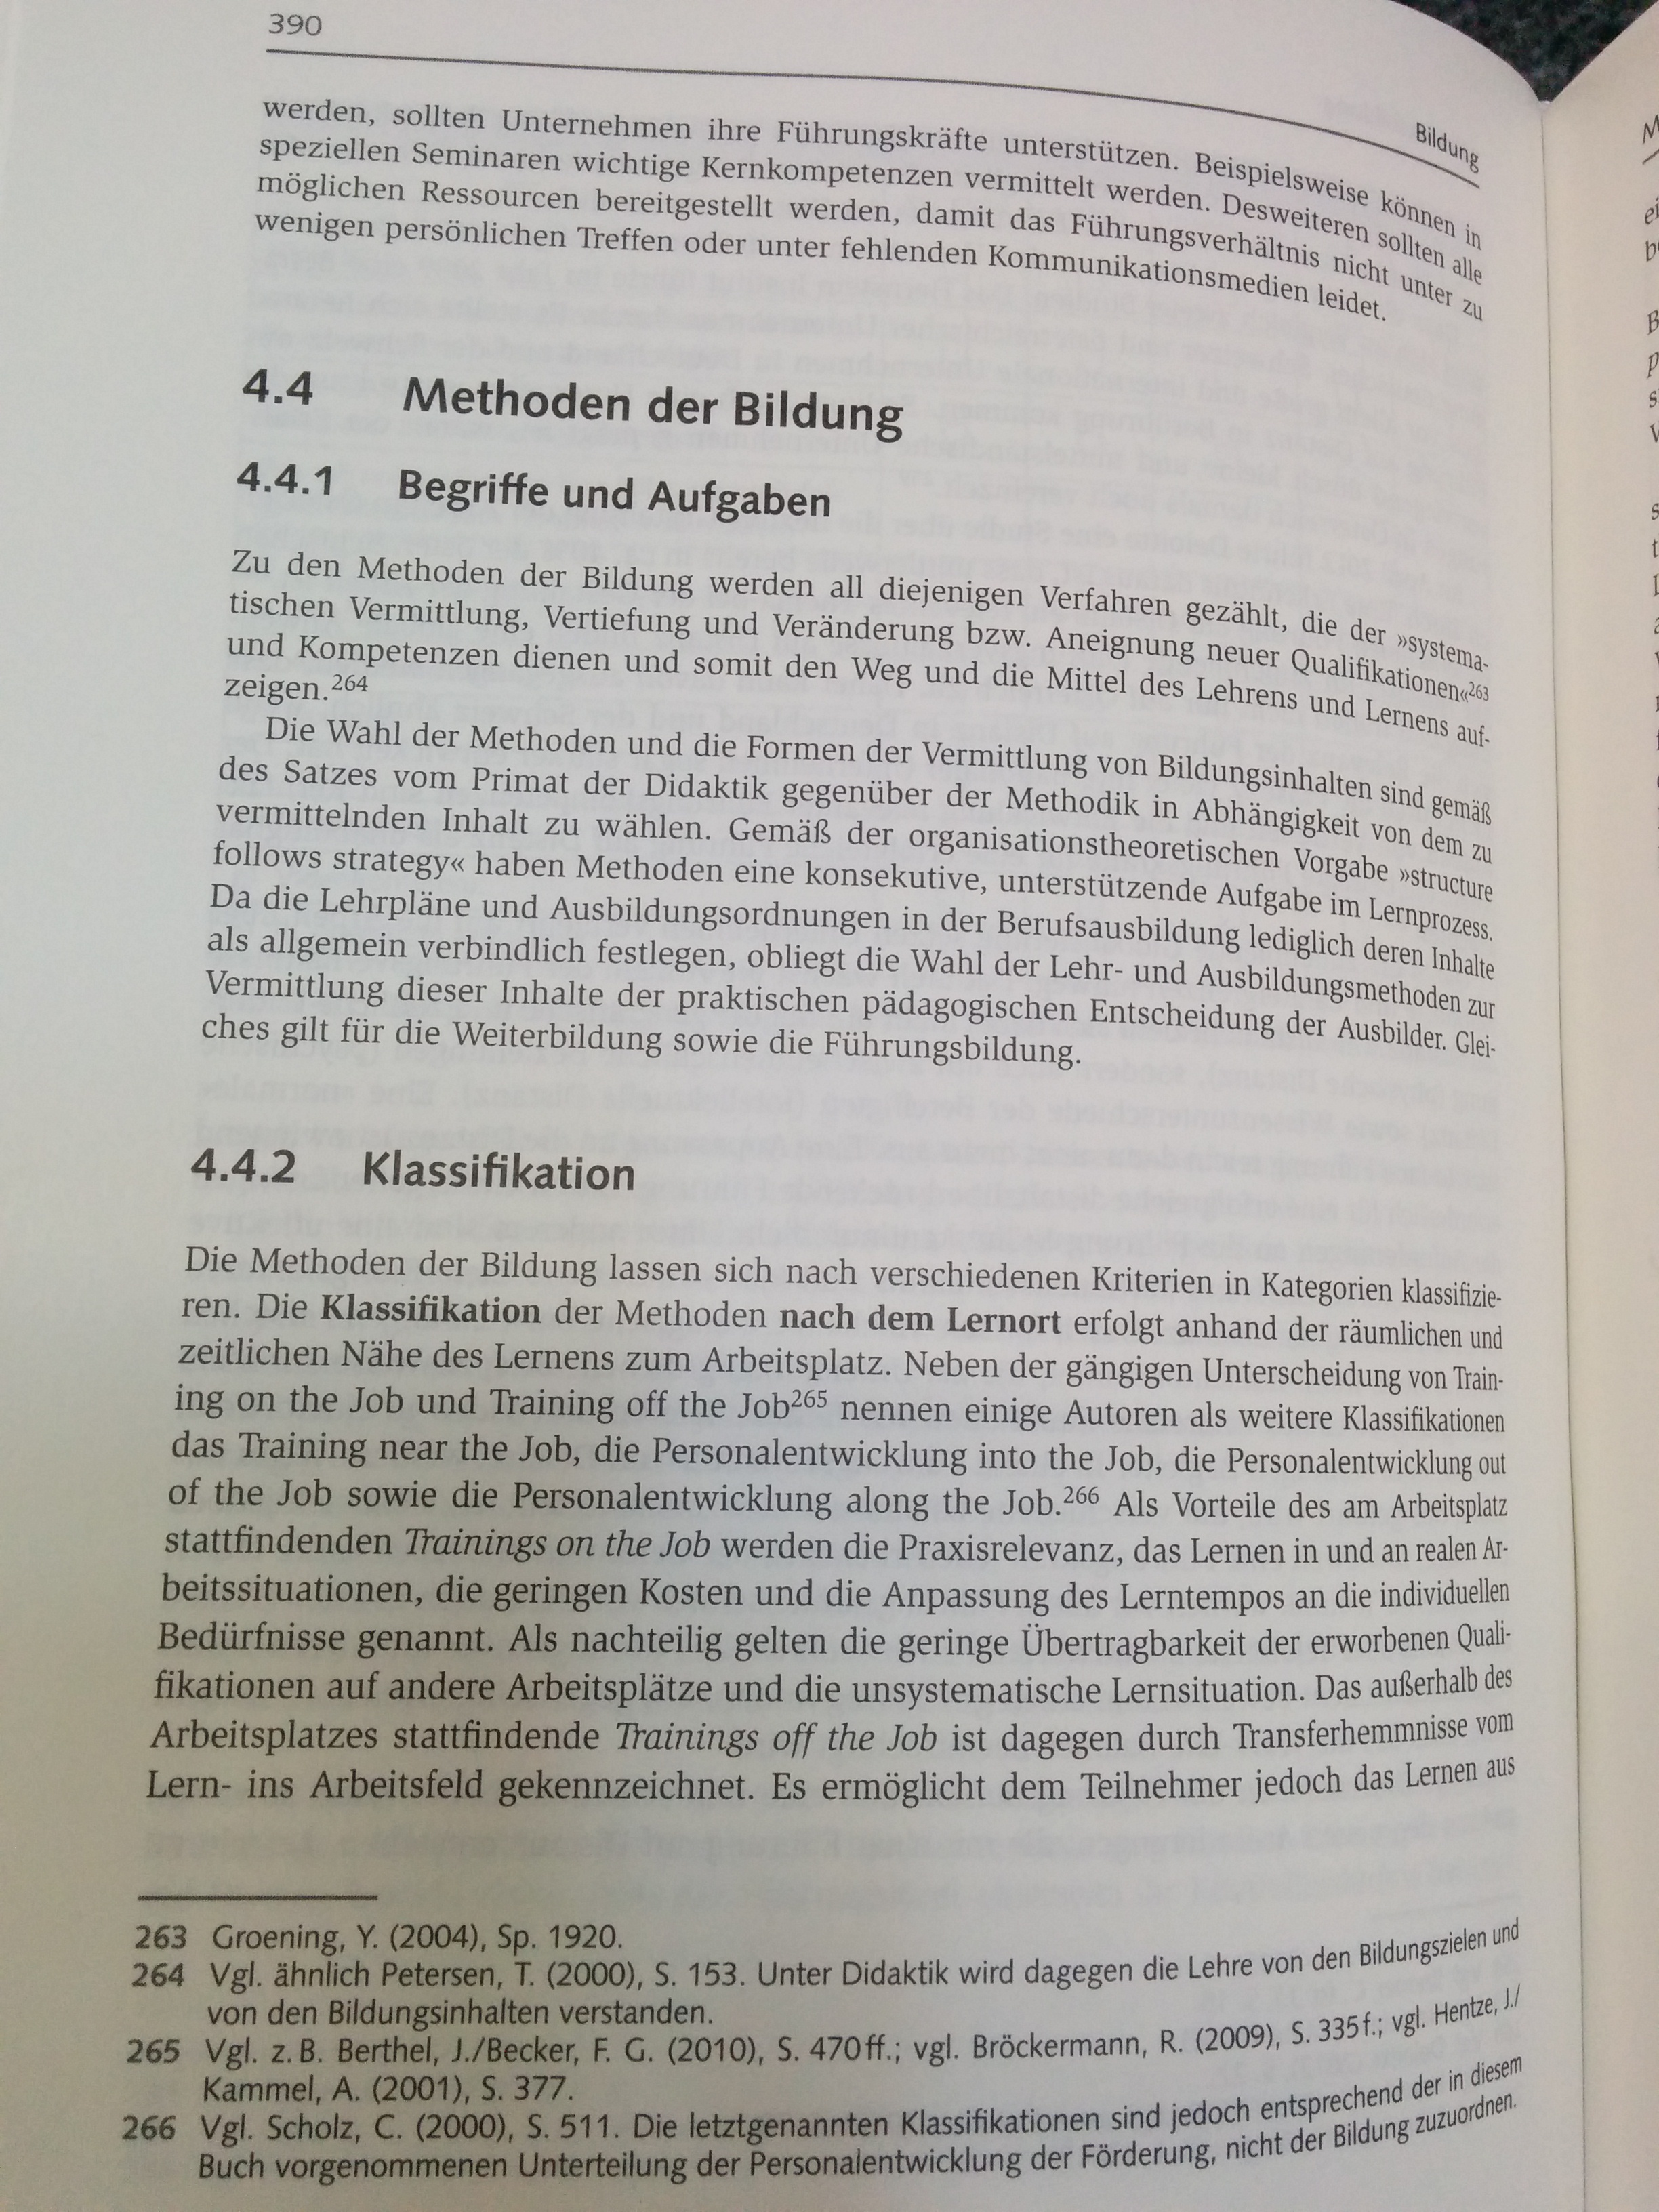 390
Bildung
werden, sollten Unternehmen ihre Führungskräfte unterstützen. Beispielsweise können in
speziellen Seminaren wichtige Kernkompetenzen vermittelt werden. Desweiteren sollten alle
möglichen Ressourcen bereitgestellt werden, damit das Führungsverhältnis nicht unter zu
wenigen persönlichen Treffen oder unter fehlenden Kommunikationsmedien leidet.
4.4 Methoden der Bildung
4.4.1 Begriffe und Aufgaben
Zu den Methoden der Bildung werden all diejenigen Verfahren gezählt, die der »systema-
tischen Vermittlung, Vertiefung und Veränderung bzw. Aneignung neuer Qualifikationen«263
und Kompetenzen dienen und somit den Weg und die Mittel des Lehrens und Lernens auf-
zeigen.264
Die Wahl der Methoden und die Formen der Vermittlung von Bildungsinhalten sind gemäß
des Satzes vom Primat der Didaktik gegenüber der Methodik in Abhängigkeit von dem zu
vermittelnden Inhalt zu wählen. Gemäß der organisationstheoretischen Vorgabe »structure
follows strategy« haben Methoden eine konsekutive, unterstützende Aufgabe im Lernprozess.
Da die Lehrpläne und Ausbildungsordnungen in der Berufsausbildung lediglich deren Inhalte
als allgemein verbindlich festlegen, obliegt die Wahl der Lehr- und Ausbildungsmethoden zur
Vermittlung dieser Inhalte der praktischen pädagogischen Entscheidung der Ausbilder. Glei-
ches gilt für die Weiterbildung sowie die Führungsbildung.
4.4.2 Klassifikation
Die Methoden der Bildung lassen sich nach verschiedenen Kriterien in Kategorien klassifizie-
ren. Die Klassifikation der Methoden nach dem Lernort erfolgt anhand der räumlichen und
zeitlichen Nähe des Lernens zum Arbeitsplatz. Neben der gängigen Unterscheidung von Train-
ing on the Job und Training off the Job265 nennen einige Autoren als weitere Klassifikationen
das Training near the Job, die Personalentwicklung into the Job, die Personalentwicklung out
of the Job sowie die Personalentwicklung along the Job.266 Als Vorteile des am Arbeitsplatz
stattfindenden Trainings on the Job werden die Praxisrelevanz, das Lernen in und an realen Ar-
beitssituationen, die geringen Kosten und die Anpassung des Lerntempos an die individuellen
Bedürfnisse genannt. Als nachteilig gelten die geringe Übertragbarkeit der erworbenen Quali-
fikationen auf andere Arbeitsplätze und die unsystematische Lernsituation. Das außerhalb des
Arbeitsplatzes stattfindende Trainings off the Job ist dagegen durch Transferhemmnisse vom
Lern- ins Arbeitsfeld gekennzeichnet. Es ermöglicht dem Teilnehmer jedoch das Lernen aus
263 Groening, Y. (2004), Sp. 1920.
264 Vgl. ähnlich Petersen, T. (2000), S. 153. Unter Didaktik wird dagegen die Lehre von den Bildungszielen und
von den Bildungsinhalten verstanden.
265 Vgl. z. B. Berthel, J./Becker, F. G. (2010), S. 470 ff.; vgl. Bröckermann, R. (2009), S. 335 f.; vgl. Hentze, J./
Kammel, A. (2001), S. 377.
266 Vgl. Scholz, C. (2000), S. 511. Die letztgenannten Klassifikationen sind jedoch entsprechend der in diesem
Buch vorgenommenen Unterteilung der Personalentwicklung der Förderung, nicht der Bildung zuzuordnen.